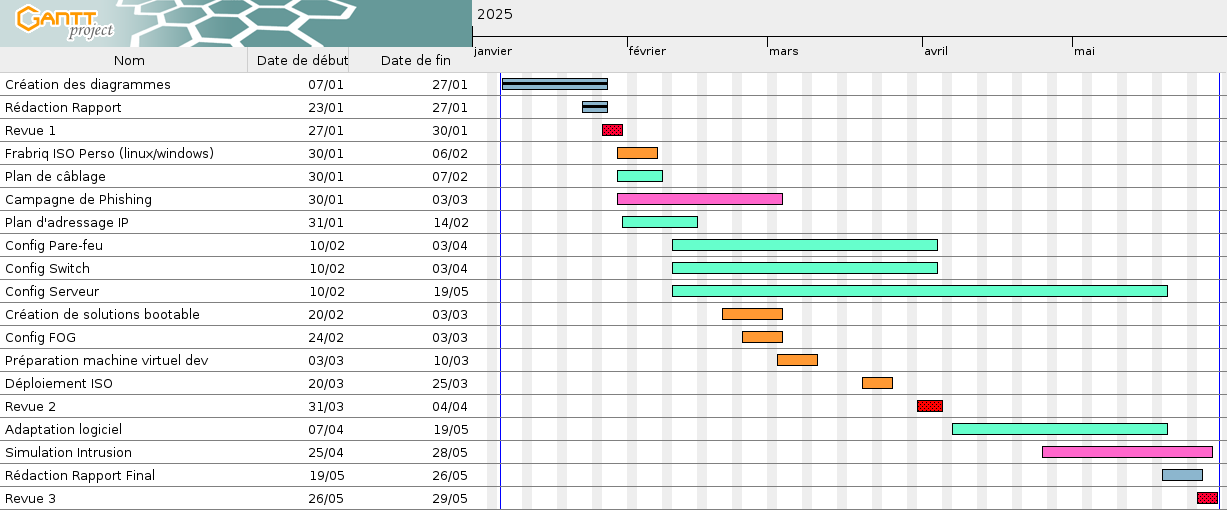 GANTT
project
2025
janvier février mars avril mai
Nom Date de début Date de fin
Création des diagrammes 07/01 27/01
Rédaction Rapport 23/01 27/01
Revue 1 27/01 30/01
Frabriq ISO Perso (linux/windows) 30/01 06/02
Plan de câblage 30/01 07/02
Campagne de Phishing 30/01 03/03
Plan d'adressage IP 31/01 14/02
Config Pare-feu 10/02 03/04
Config Switch 10/02 03/04
Config Serveur 10/02 19/05
Création de solutions bootable 20/02 03/03
Config FOG 24/02 03/03
Préparation machine virtuel dev 03/03 10/03
Déploiement ISO 20/03 25/03
Revue 2 31/03 04/04
Adaptation logiciel 07/04 19/05
Simulation Intrusion 25/04 28/05
Rédaction Rapport Final 19/05 26/05
Revue 3 26/05 29/05